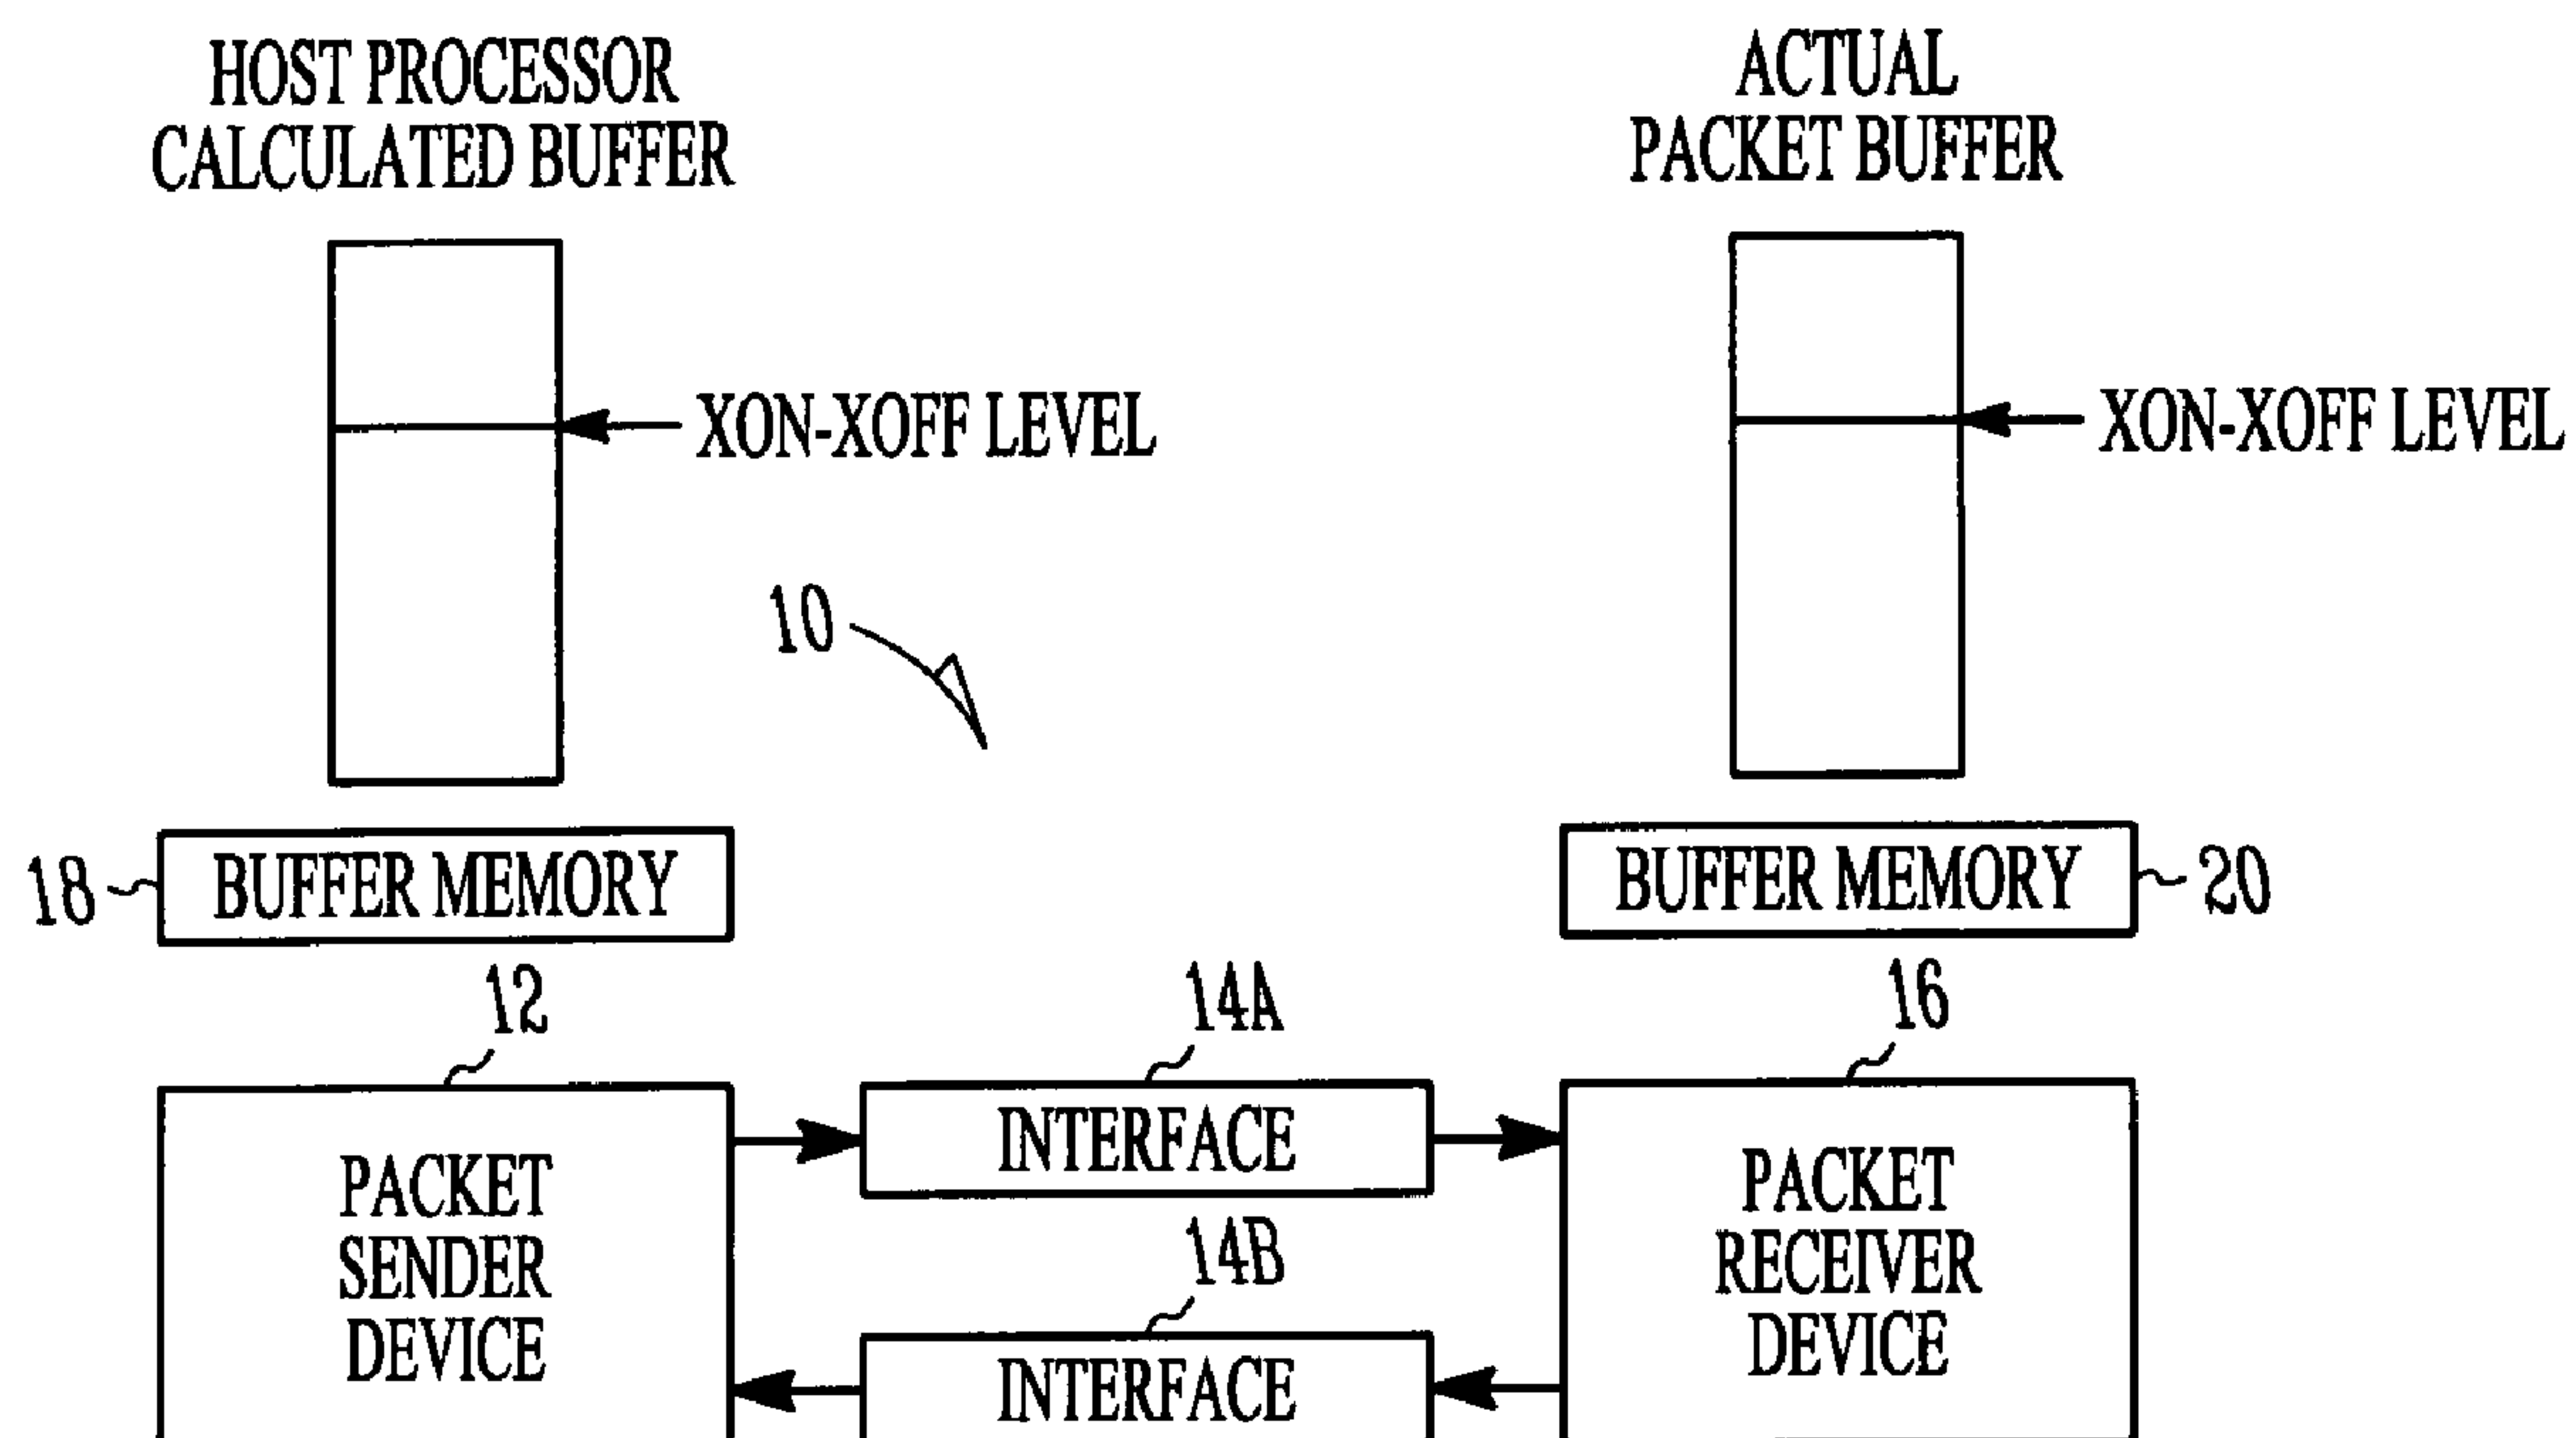 HOST PROCESSOR
CALCULATED BUFFER
ACTUAL
PACKET BUFFER
XON-XOFF LEVEL
XON-XOFF LEVEL
10
18
BUFFER MEMORY
BUFFER MEMORY
20
12
14A
16
PACKET
SENDER
DEVICE
INTERFACE
14B
INTERFACE
PACKET
RECEIVER
DEVICE